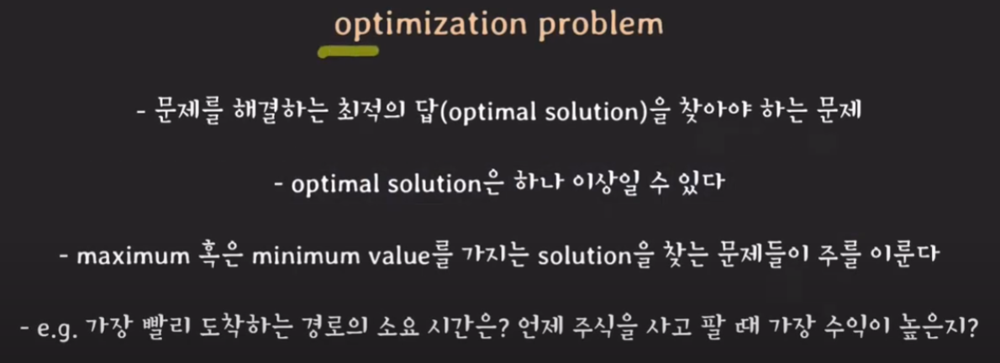 optimization problem
- 문제를 해결하는 최적의 답(optimal solution)을 찾아야 하는 문제
- optimal solution은 하나 이상일 수 있다
- maximum 혹은 minimum value를 가지는 solution을 찾는 문제들이 주를 이룬다
- e.g. 가장 빨리 도착하는 경로의 소요 시간은? 언제 주식을 사고 팔 때 가장 수익이 높은지?